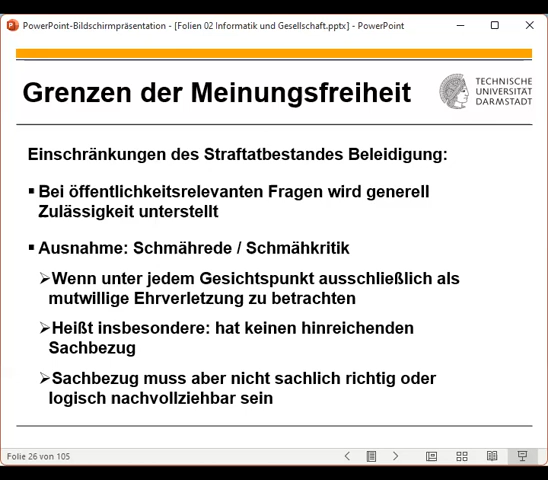 PowerPoint-Bildschirmpräsentation - [Folien 02 Informatik und Gesellschaft.pptx] - PowerPoint
Grenzen der Meinungsfreiheit
TECHNISCHE
UNIVERSITÄT
DARMSTADT
Einschränkungen des Straftatbestandes Beleidigung:
▪ Bei öffentlichkeitsrelevanten Fragen wird generell
Zulässigkeit unterstellt
▪ Ausnahme: Schmährede / Schmähkritik
➢Wenn unter jedem Gesichtspunkt ausschließlich als
mutwillige Ehrverletzung zu betrachten
➢Heißt insbesondere: hat keinen hinreichenden
Sachbezug
➢Sachbezug muss aber nicht sachlich richtig oder
logisch nachvollziehbar sein
Folie 26 von 105